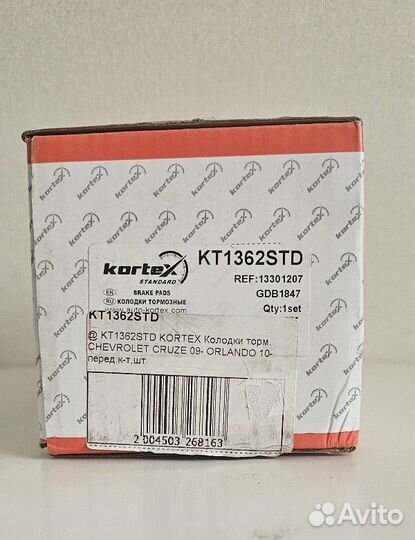 kortex
STANDARD
KT1362STD
REF:13301207
GDB1847
Qty:1set
EN BRAKE PADS
RU КОЛОДКИ ТОРМОЗНЫЕ
www.auto-kortex.com
KT1362STD
@ KT1362STD KORTEX Колодки торм.
CHEVROLET CRUZE 09- ORLANDO 10-
перед.к-т,шт
2 004503 268163
Avito